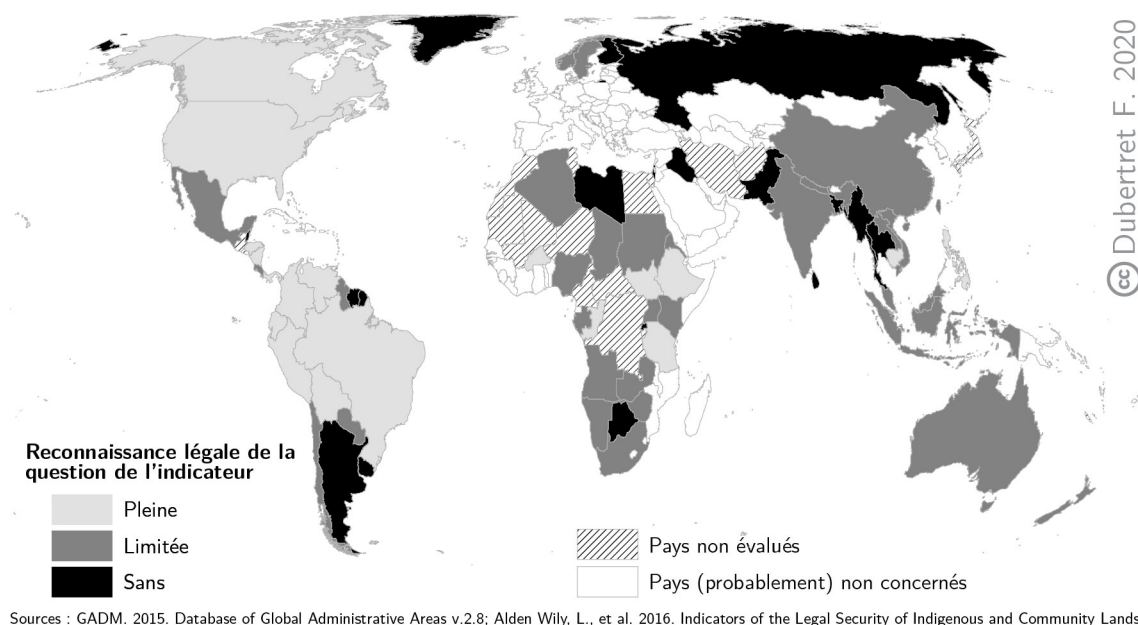 cc Dubertret F. 2020
Reconnaissance légale de la
question de l'indicateur
Pleine
Limitée
Sans
Pays non évalués
Pays (probablement) non concernés
Sources : GADM. 2015. Database of Global Administrative Areas v.2.8; Alden Wily, L., et al. 2016. Indicators of the Legal Security of Indigenous and Community Lands